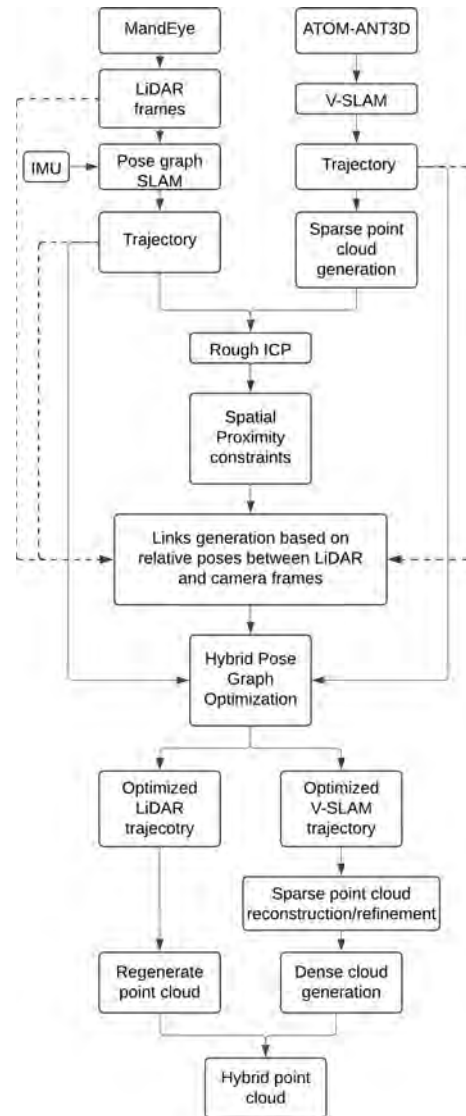 MandEye
ATOM-ANT3D
LiDAR
frames
V-SLAM
IMU
Pose graph
SLAM
Trajectory
Trajectory
Sparse point
cloud
generation
Rough ICP
Spatial
Proximity
constraints
Links generation based on
relative poses between LiDAR
and camera frames
Hybrid Pose
Graph
Optimization
Optimized
LiDAR
trajecotry
Optimized
V-SLAM
trajectory
Sparse point cloud
reconstruction/refinement
Regenerate
point cloud
Dense cloud
generation
Hybrid point
cloud